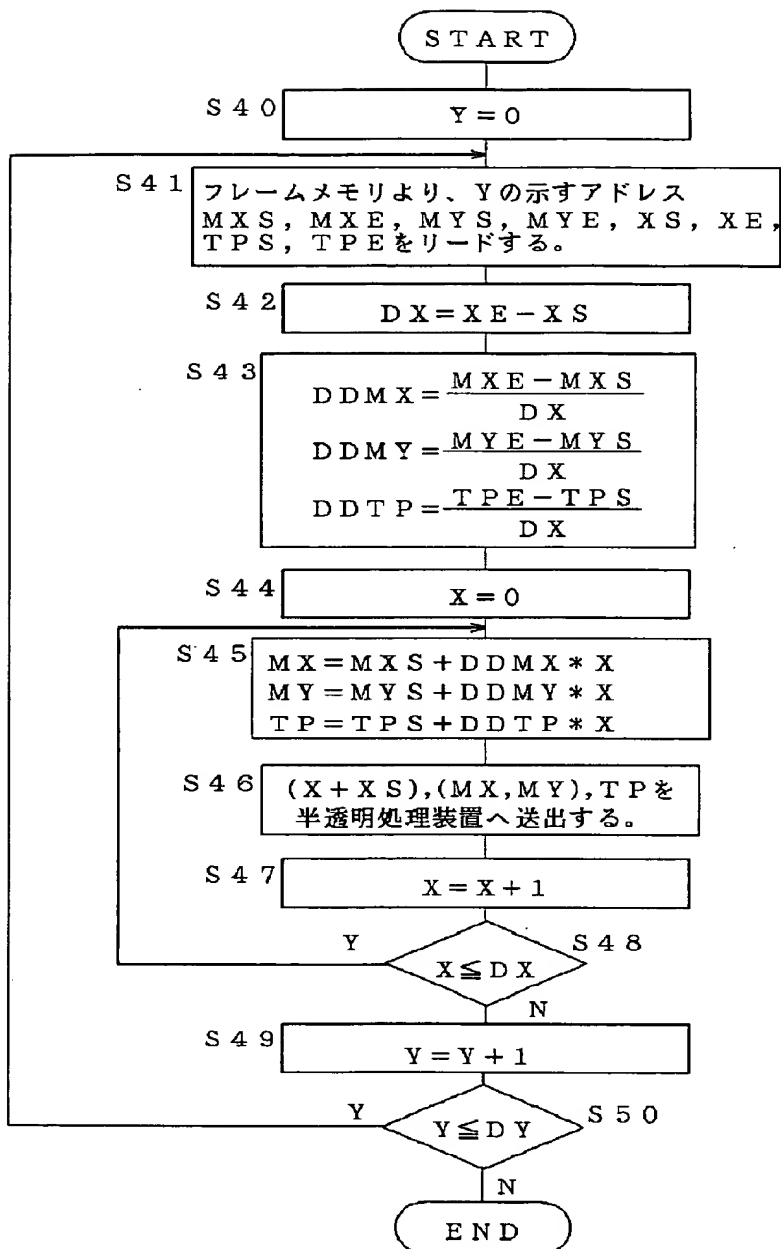 START
S40
Y=0
S41
フレームメモリより、Yの示すアドレス
MXS, MXE, MYS, MYE, XS, XE,
TPS, TPEをリードする。
S42
DX=XE-XS
S43
DDMX=MXE-MXS
DX
DDMY=MYE-MYS
DX
DDTP=TPE-TPS
DX
S44
X=0
S45
MX=MXS+DDMX*X
MY=MYS+DDMY*X
TP=TPS+DDTP*X
S46
(X+XS),(MX,MY),TPを
半透明処理装置へ送出する。
S47
X=X+1
Y
S48
X≦DX
N
S49
Y=Y+1
Y
S50
Y≦DY
N
END